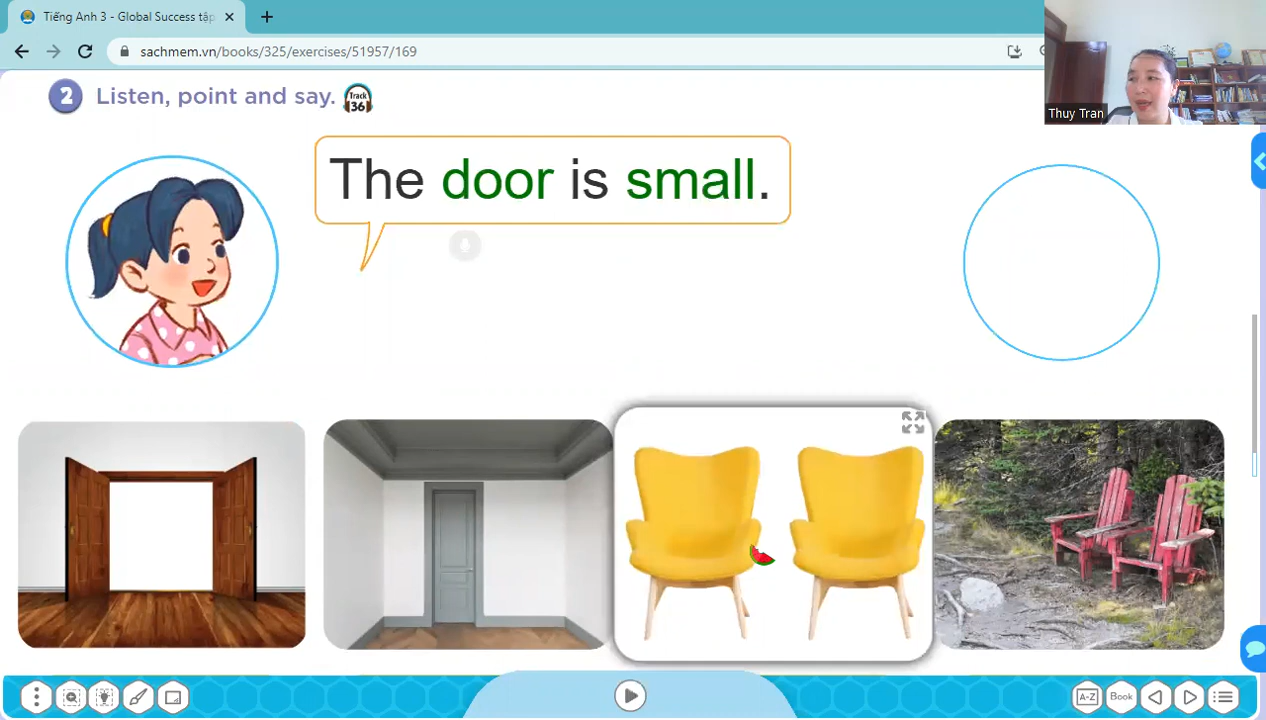 Tiếng Anh 3 - Global Success tập
sachmem.vn/books/325/exercises/51957/169
Thuy Tran
2 Listen, point and say. Track 36
The door is small.
A-Z Book